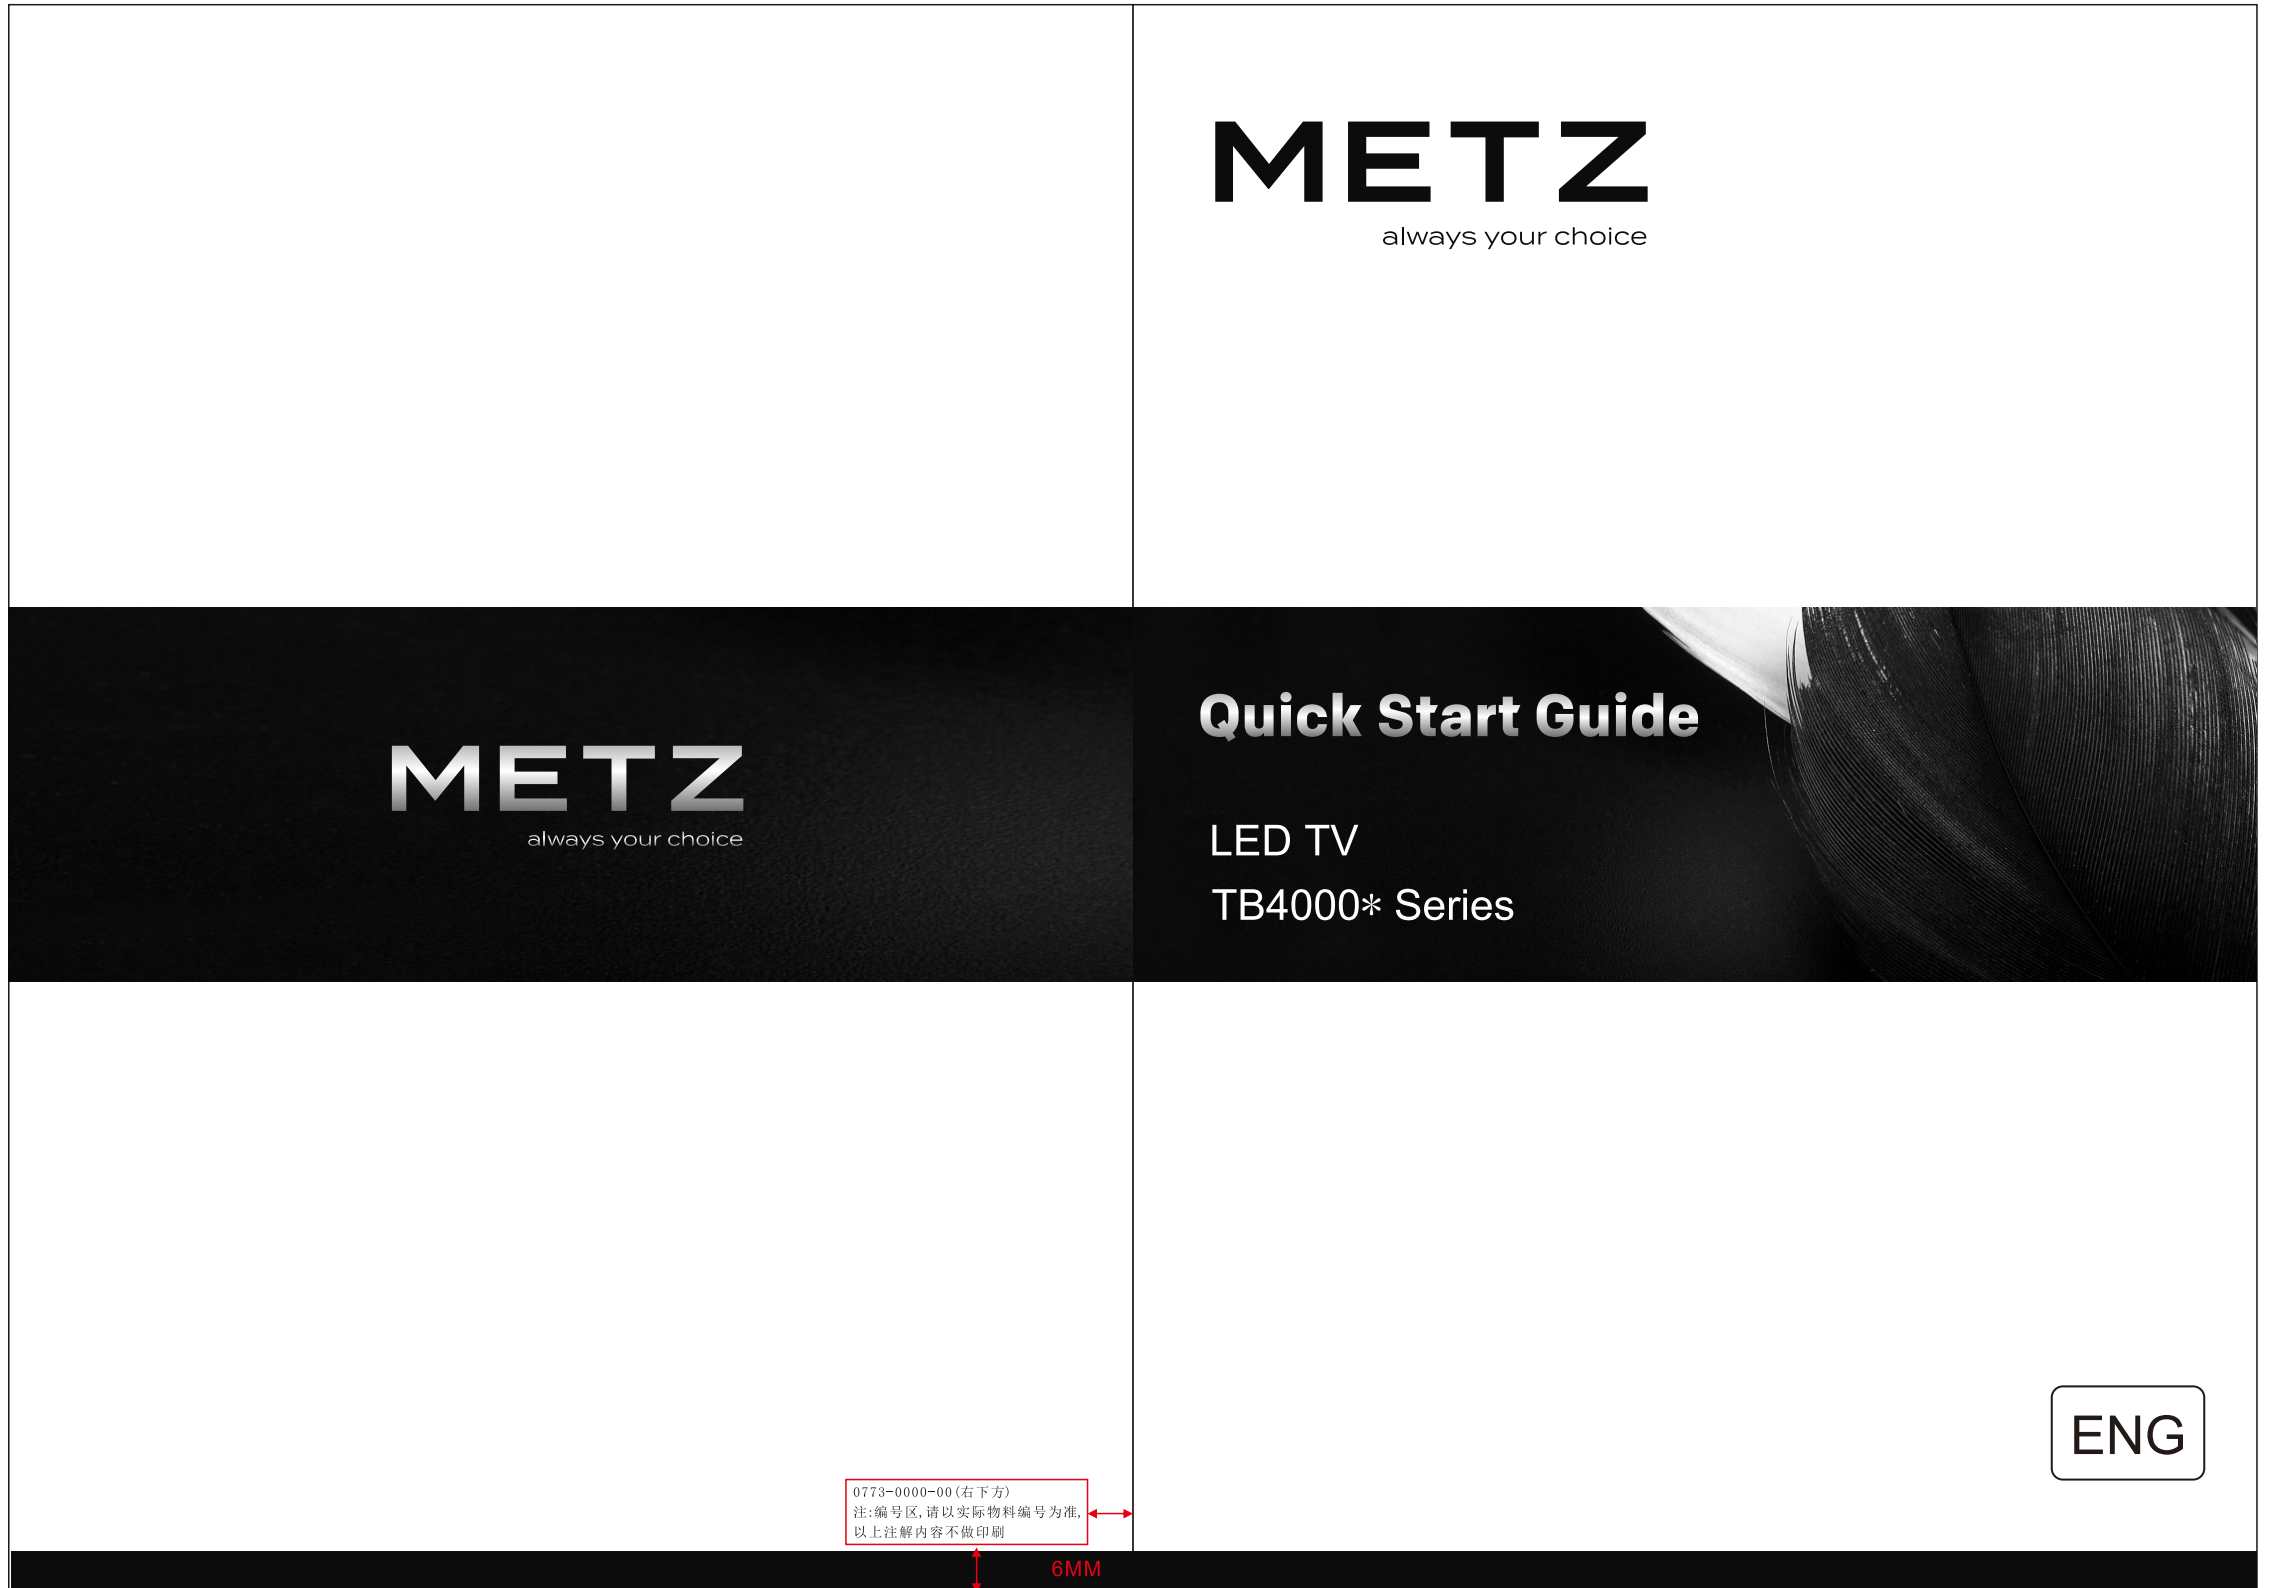 METZ
always your choice
METZ
always your choice
Quick Start Guide
LED TV
TB4000* Series
ENG
0773-0000-00(右下方)
注:编号区,请以实际物料编号为准,
以上注解内容不做印刷
6MM